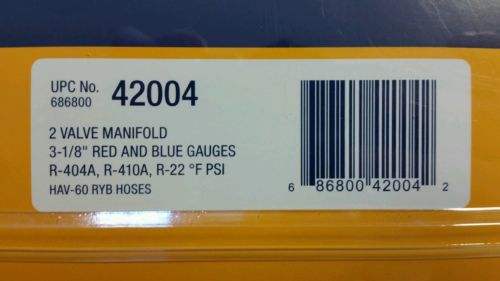 UPC No. 42004
686800
2 VALVE MANIFOLD
3-1/8" RED AND BLUE GAUGES
R-404A, R-410A, R-22 °F PSI
HAV-60 RYB HOSES
6 86800 42004 2